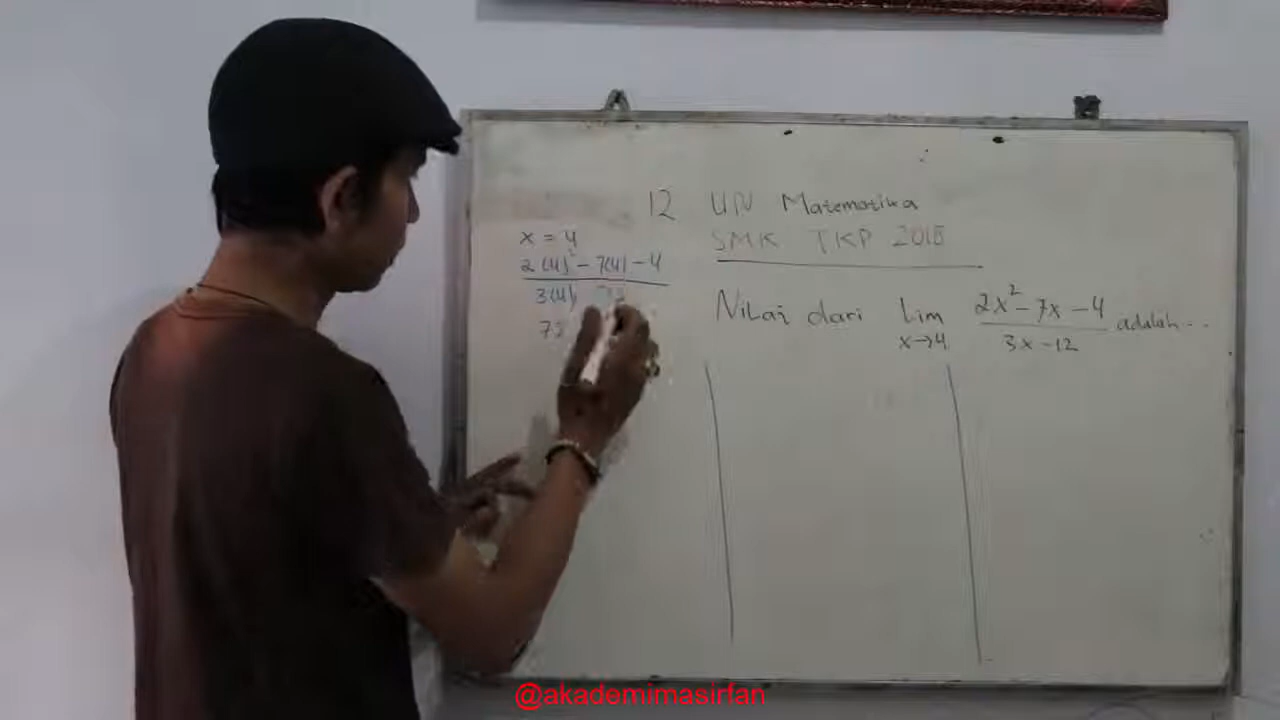 12 UN Matematika
SMK TKP 2018
x = 4
2(4)² - 7(4) - 4
3(4)
Nilai dari lim x→4 2x² - 7x - 4 / 3x - 12 adalah ...
@akademimasirfan